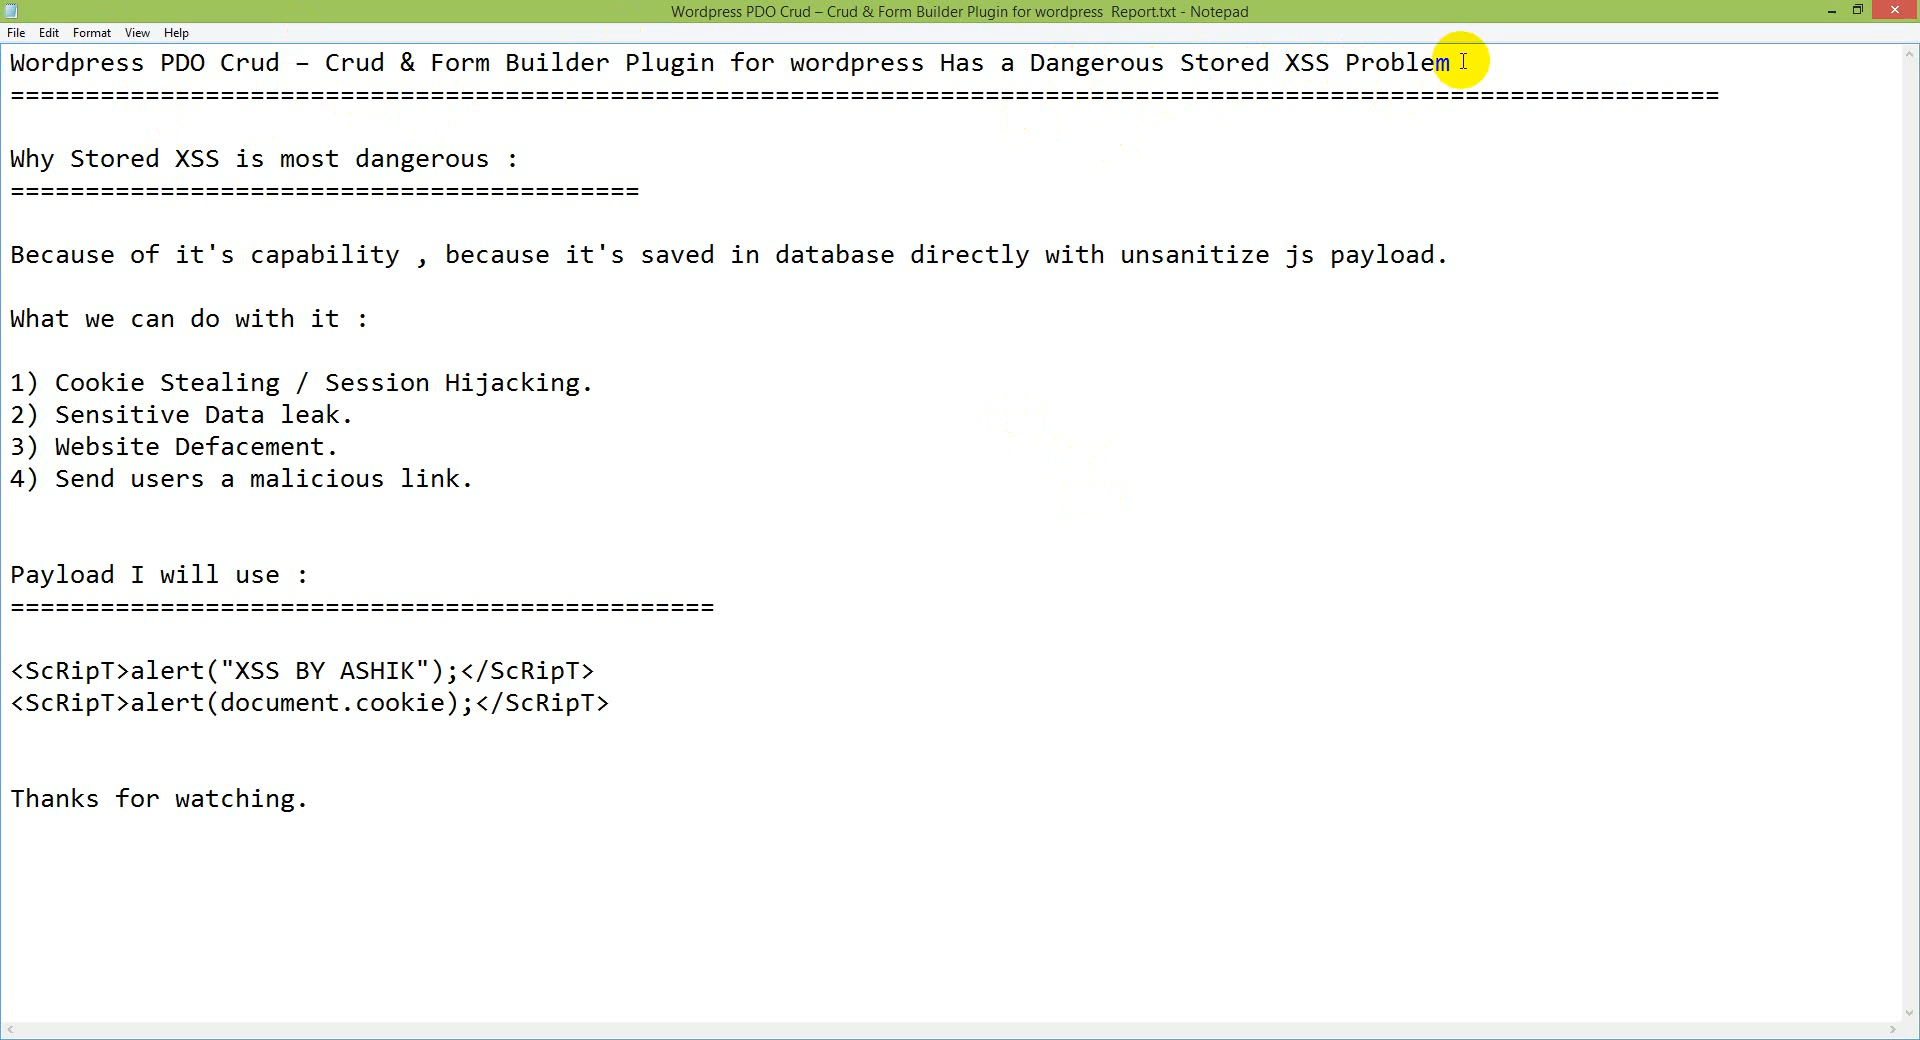 Wordpress PDO Crud – Crud & Form Builder Plugin for wordpress  Report.txt - Notepad
File Edit Format View Help
Wordpress PDO Crud – Crud & Form Builder Plugin for wordpress Has a Dangerous Stored XSS Problem
==================================================================================================================
Why Stored XSS is most dangerous :
==========================================
Because of it's capability , because it's saved in database directly with unsanitize js payload.
What we can do with it :
1) Cookie Stealing / Session Hijacking.
2) Sensitive Data leak.
3) Website Defacement.
4) Send users a malicious link.
Payload I will use :
===============================================
<ScRipT>alert("XSS BY ASHIK");</ScRipT>
<ScRipT>alert(document.cookie);</ScRipT>
Thanks for watching.